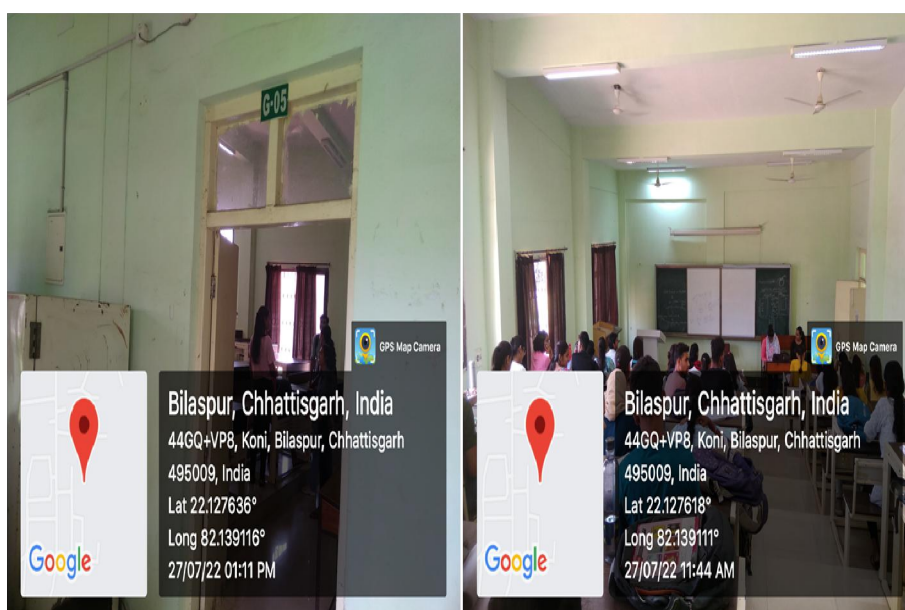 G-05
GPS Map Camera
Bilaspur, Chhattisgarh, India
44GQ+VP8, Koni, Bilaspur, Chhattisgarh
495009, India
Lat 22.127636°
Long 82.139116°
27/07/22 01:11 PM
Google
GPS Map Camera
Bilaspur, Chhattisgarh, India
44GQ+VP8, Koni, Bilaspur, Chhattisgarh
495009, India
Lat 22.127618°
Long 82.139111°
27/07/22 11:44 AM
Google